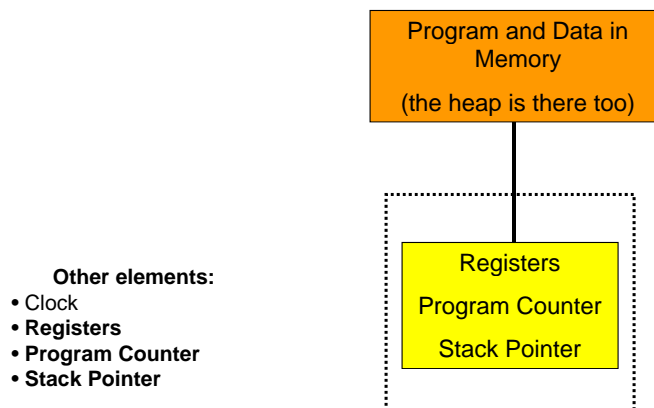 Program and Data in
Memory
(the heap is there too)
Registers
Program Counter
Stack Pointer
Other elements:
• Clock
• Registers
• Program Counter
• Stack Pointer